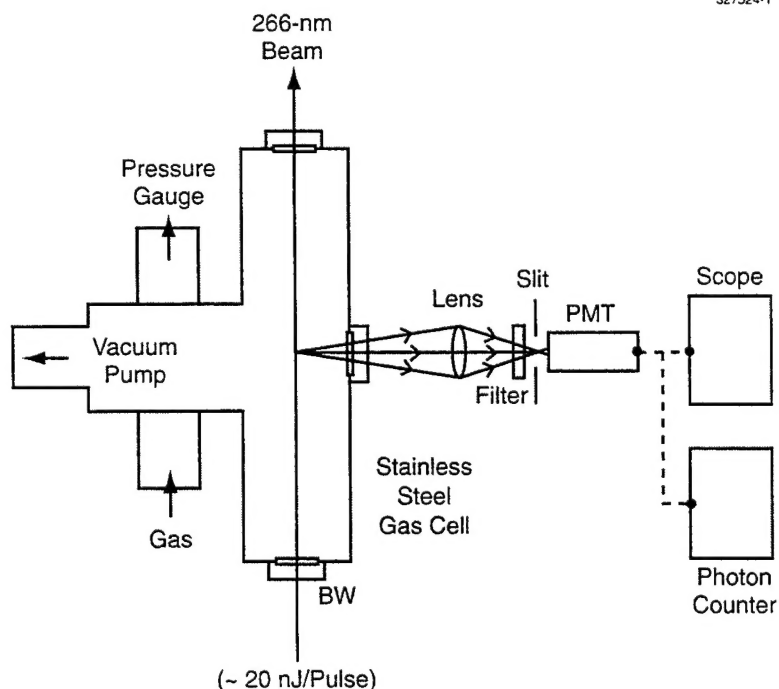 266-nm
Beam
Pressure
Gauge
Vacuum
Pump
Gas
Lens
Slit
PMT
Scope
Filter
Stainless
Steel
Gas Cell
BW
Photon
Counter
(~ 20 nJ/Pulse)